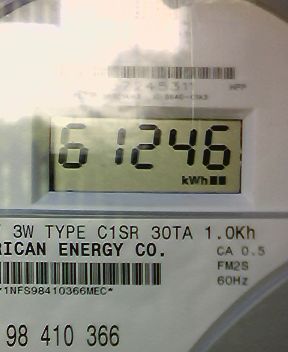 61246
kWh
3W TYPE C1SR 30TA 1.0Kh
RICAN ENERGY CO.
CA 0.5
FM2S
60Hz
*1NFS98410366MEC*
98 410 366